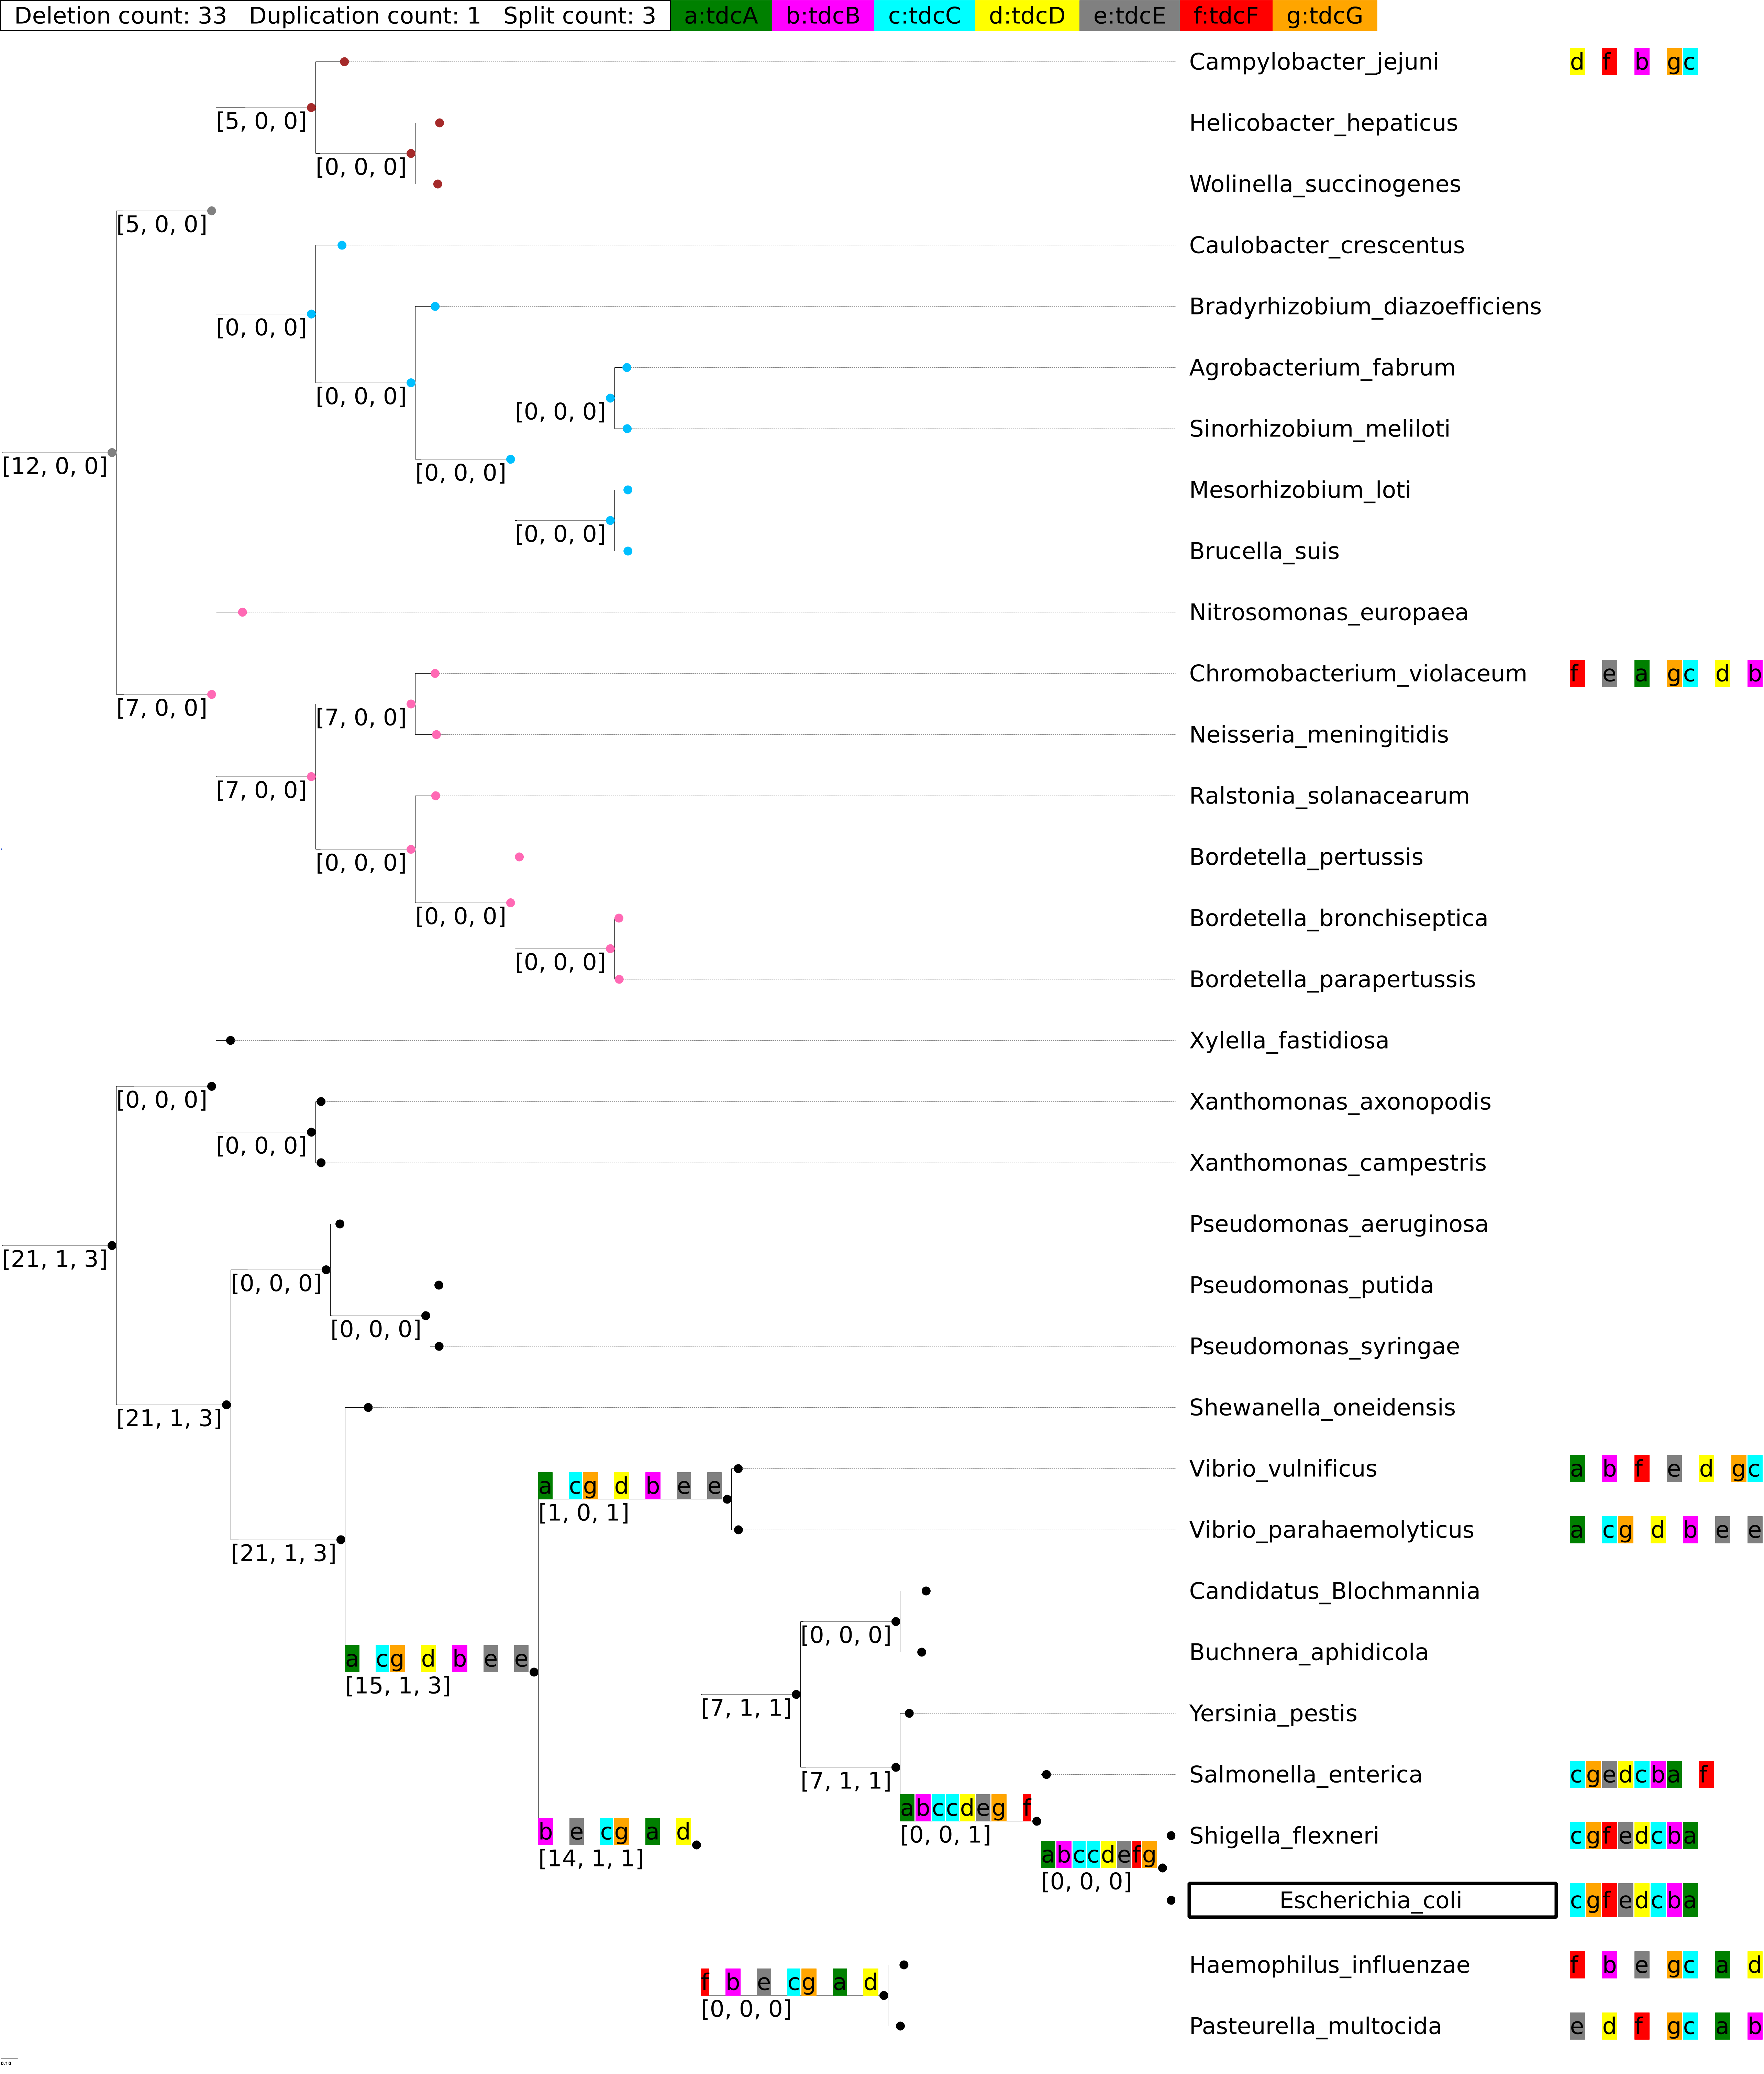 Deletion count: 33 Duplication count: 1 Split count: 3 a:tdcA b:tdcB c:tdcC d:tdcD e:tdcE f:tdcF g:tdcG
Campylobacter_jejuni d f b gc
[5, 0, 0]
Helicobacter_hepaticus
[0, 0, 0]
Wolinella_succinogenes
[5, 0, 0]
Caulobacter_crescentus
Bradyrhizobium_diazoefficiens
[0, 0, 0]
Agrobacterium_fabrum
[0, 0, 0]
[0, 0, 0]
Sinorhizobium_meliloti
[12, 0, 0]
[0, 0, 0]
Mesorhizobium_loti
[0, 0, 0]
Brucella_suis
Nitrosomonas_europaea
Chromobacterium_violaceum f e a gc d b
[7, 0, 0]
[7, 0, 0]
Neisseria_meningitidis
[7, 0, 0]
Ralstonia_solanacearum
Bordetella_pertussis
[0, 0, 0]
[0, 0, 0]
Bordetella_bronchiseptica
[0, 0, 0]
Bordetella_parapertussis
Xylella_fastidiosa
[0, 0, 0]
Xanthomonas_axonopodis
[0, 0, 0]
Xanthomonas_campestris
Pseudomonas_aeruginosa
[21, 1, 3]
[0, 0, 0]
Pseudomonas_putida
[0, 0, 0]
Pseudomonas_syringae
Shewanella_oneidensis
[21, 1, 3]
Vibrio_vulnificus a b f e d gc
a cg d b e e
[1, 0, 1]
Vibrio_parahaemolyticus a cg d b e e
[21, 1, 3]
Candidatus_Blochmannia
[0, 0, 0]
Buchnera_aphidicola
a cg d b e e
[15, 1, 3]
[7, 1, 1]
Yersinia_pestis
Salmonella_enterica cgedcba f
[7, 1, 1]
abccdeg f
[0, 0, 1]
Shigella_flexneri cgfedcba
b e cg a d
[14, 1, 1]
abccdefg
[0, 0, 0]
Escherichia_coli cgfedcba
Haemophilus_influenzae f b e gc a d
f b e cg a d
[0, 0, 0]
Pasteurella_multocida e d f gc a b
0.10